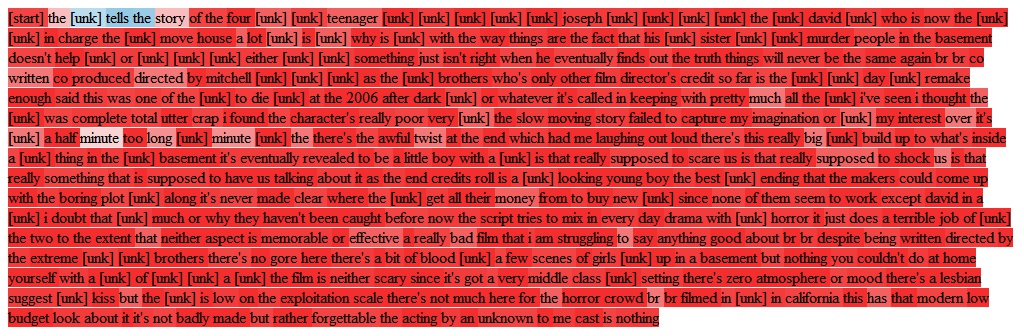 [start] the [unk] tells the story of the four [unk] [unk] teenager [unk] [unk] [unk] [unk] [unk] joseph [unk] [unk] [unk] [unk] the [unk] david [unk] who is now the [unk]
[unk] in charge the [unk] move house a lot [unk] is [unk] why is [unk] with the way things are the fact that his [unk] sister [unk] [unk] murder people in the basement
doesn't help [unk] or [unk] [unk] [unk] either [unk] [unk] something just isn't right when he eventually finds out the truth things will never be the same again br br co
written co produced directed by mitchell [unk] [unk] [unk] as the [unk] brothers who's only other film director's credit so far is the [unk] [unk] day [unk] remake
enough said this was one of the [unk] to die [unk] at the 2006 after dark [unk] or whatever it's called in keeping with pretty much all the [unk] i've seen i thought the
[unk] was complete total utter crap i found the character's really poor very [unk] the slow moving story failed to capture my imagination or [unk] my interest over it's
[unk] a half minute too long [unk] minute [unk] the there's the awful twist at the end which had me laughing out loud there's this really big [unk] build up to what's inside
a [unk] thing in the [unk] basement it's eventually revealed to be a little boy with a [unk] is that really supposed to scare us is that really supposed to shock us is that
really something that is supposed to have us talking about it as the end credits roll is a [unk] looking young boy the best [unk] ending that the makers could come up
with the boring plot [unk] along it's never made clear where the [unk] get all their money from to buy new [unk] since none of them seem to work except david in a
[unk] i doubt that [unk] much or why they haven't been caught before now the script tries to mix in every day drama with [unk] horror it just does a terrible job of [unk]
the two to the extent that neither aspect is memorable or effective a really bad film that i am struggling to say anything good about br br despite being written directed by
the extreme [unk] [unk] brothers there's no gore here there's a bit of blood [unk] a few scenes of girls [unk] up in a basement but nothing you couldn't do at home
yourself with a [unk] of [unk] [unk] a [unk] the film is neither scary since it's got a very middle class [unk] setting there's zero atmosphere or mood there's a lesbian
suggest [unk] kiss but the [unk] is low on the exploitation scale there's not much here for the horror crowd br br filmed in [unk] in california this has that modern low
budget look about it it's not badly made but rather forgettable the acting by an unknown to me cast is nothing